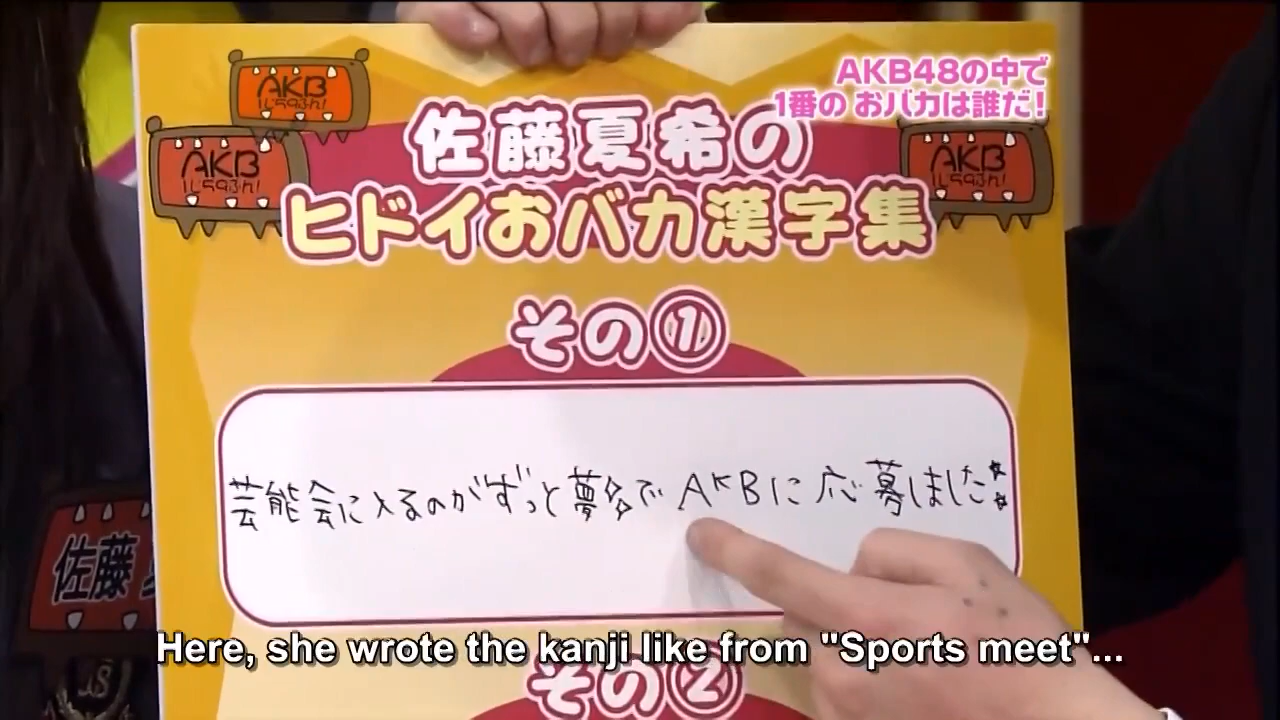 AKB48の中で
1番の おバカは誰だ!
AKB
AKB
AKB
佐藤夏希の
ヒドイおバカ漢字集
その①
芸能会に入るのがずっと夢でAKBに応募しました
佐藤
Here, she wrote the kanji like from "Sports meet"...
その②